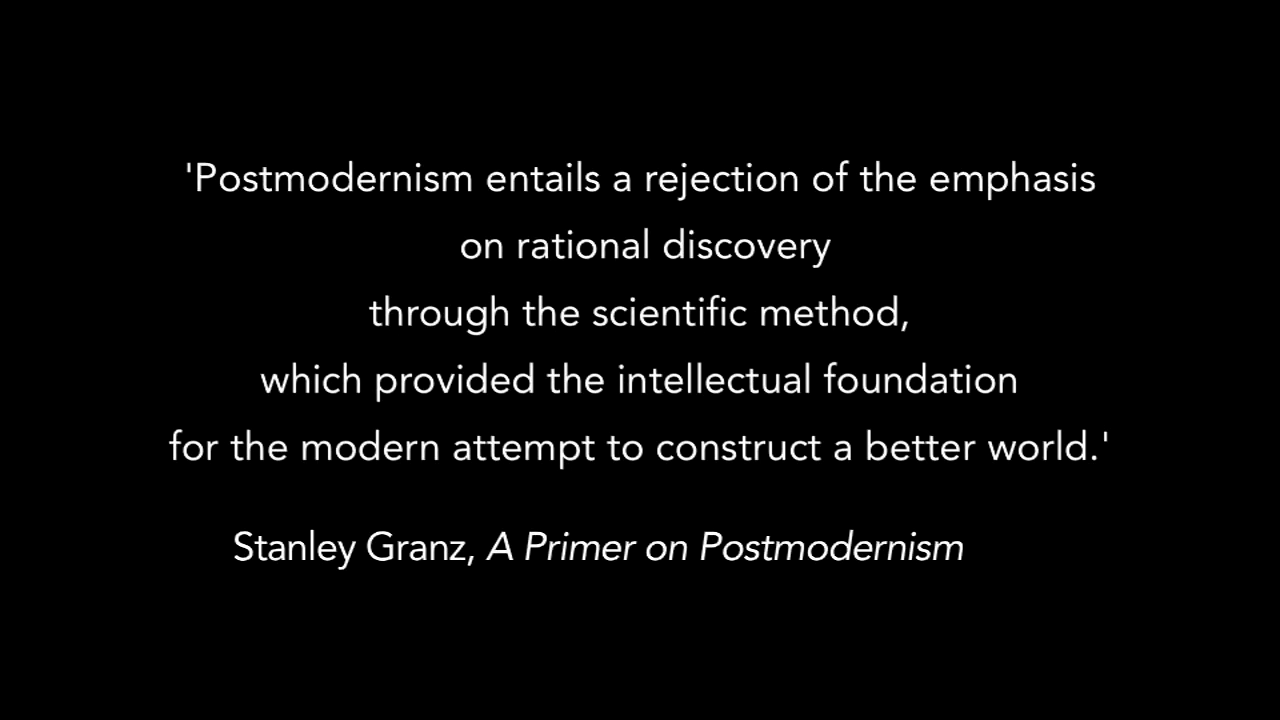 'Postmodernism entails a rejection of the emphasis
on rational discovery
through the scientific method,
which provided the intellectual foundation
for the modern attempt to construct a better world.'
Stanley Granz, A Primer on Postmodernism